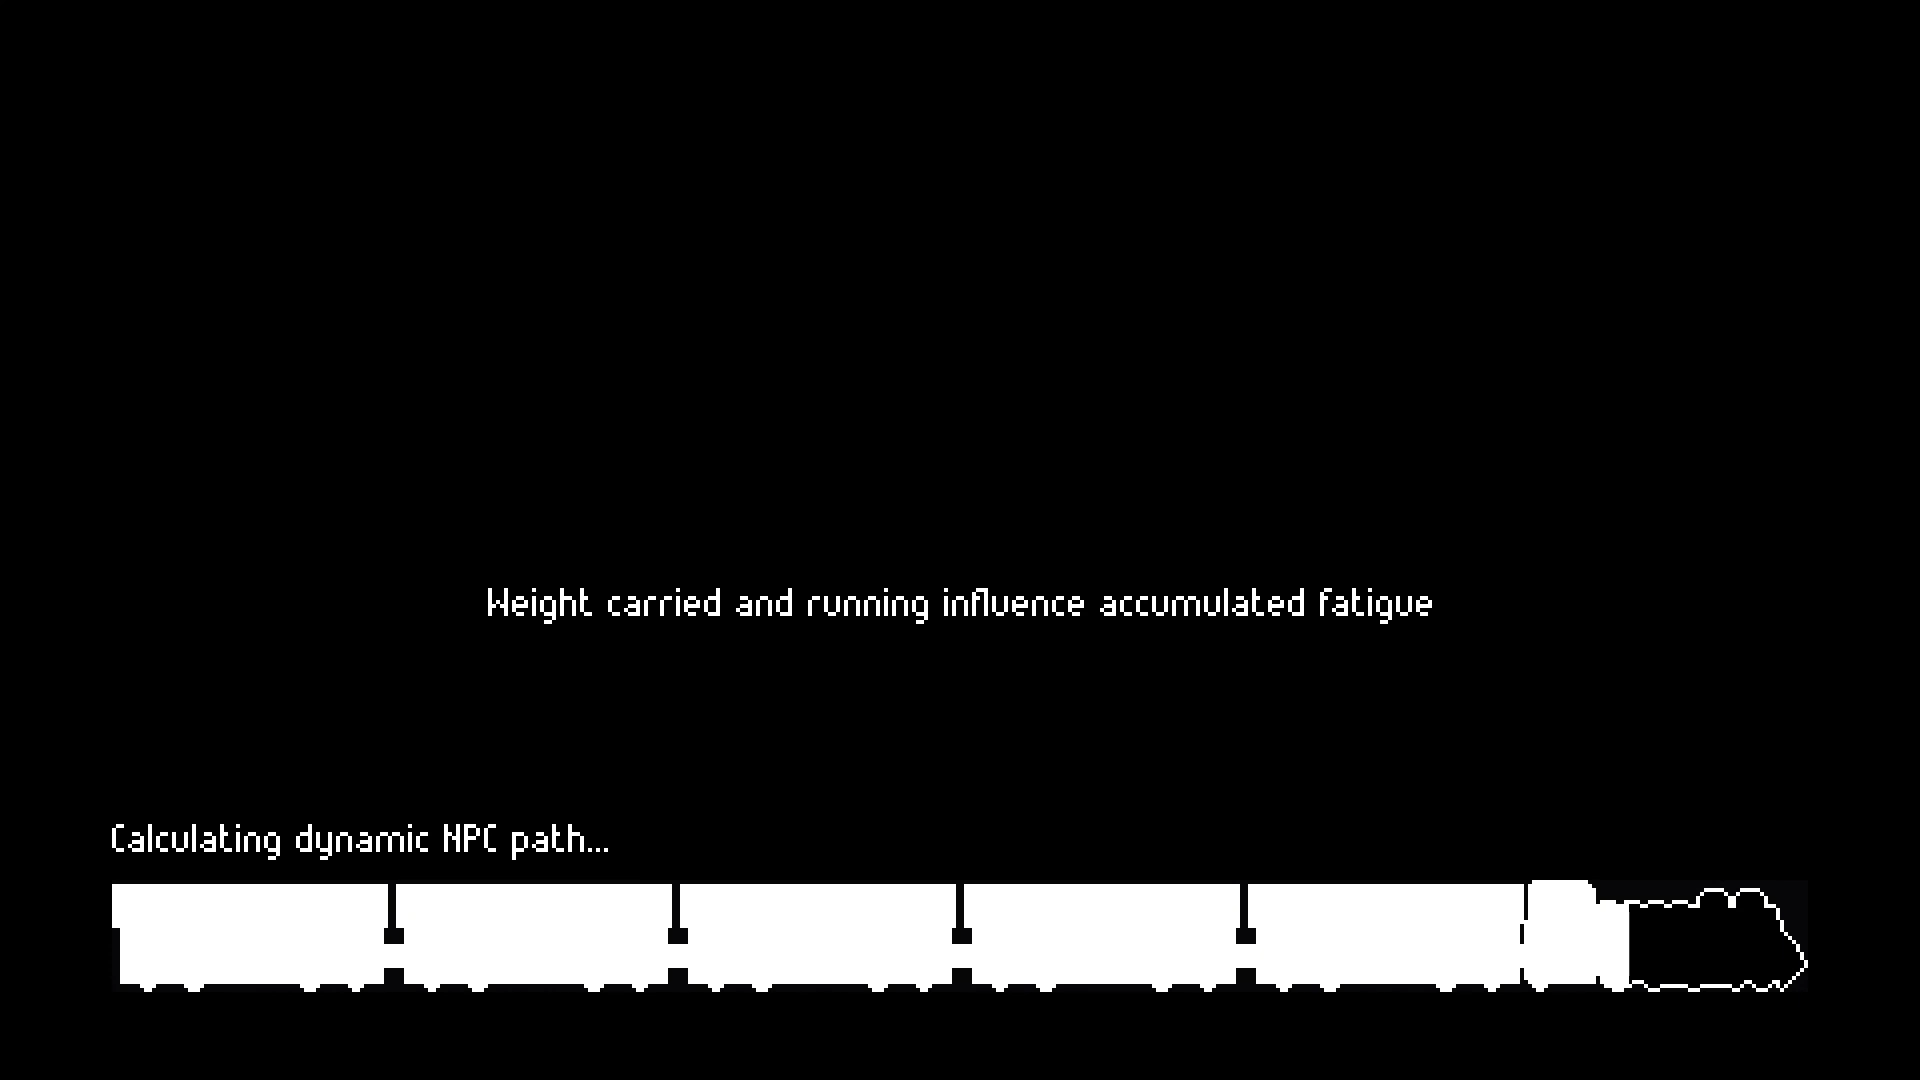 Weight carried and running influence accumulated fatigue
Calculating dynamic NPC path...